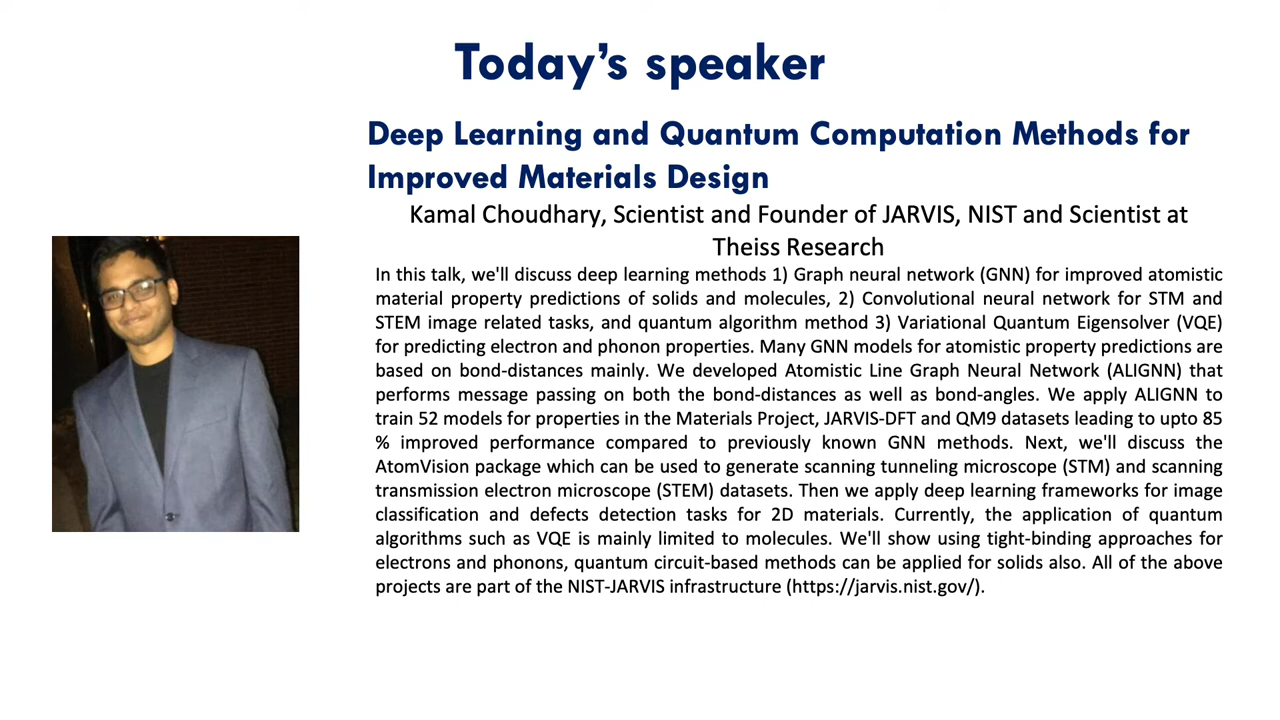 Today’s speaker
Deep Learning and Quantum Computation Methods for
Improved Materials Design
Kamal Choudhary, Scientist and Founder of JARVIS, NIST and Scientist at
Theiss Research
In this talk, we'll discuss deep learning methods 1) Graph neural network (GNN) for improved atomistic
material property predictions of solids and molecules, 2) Convolutional neural network for STM and
STEM image related tasks, and quantum algorithm method 3) Variational Quantum Eigensolver (VQE)
for predicting electron and phonon properties. Many GNN models for atomistic property predictions are
based on bond-distances mainly. We developed Atomistic Line Graph Neural Network (ALIGNN) that
performs message passing on both the bond-distances as well as bond-angles. We apply ALIGNN to
train 52 models for properties in the Materials Project, JARVIS-DFT and QM9 datasets leading to upto 85
% improved performance compared to previously known GNN methods. Next, we'll discuss the
AtomVision package which can be used to generate scanning tunneling microscope (STM) and scanning
transmission electron microscope (STEM) datasets. Then we apply deep learning frameworks for image
classification and defects detection tasks for 2D materials. Currently, the application of quantum
algorithms such as VQE is mainly limited to molecules. We'll show using tight-binding approaches for
electrons and phonons, quantum circuit-based methods can be applied for solids also. All of the above
projects are part of the NIST-JARVIS infrastructure (https://jarvis.nist.gov/).